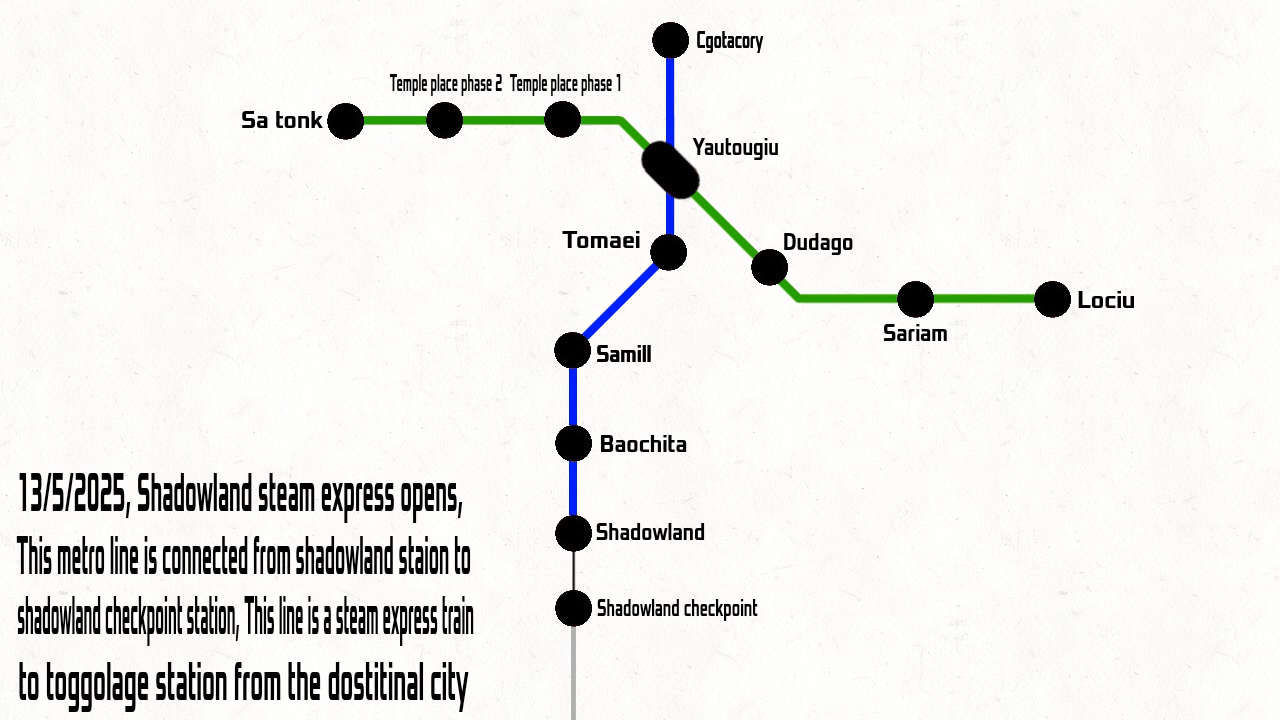 Cgotacory
Temple place phase 2 Temple place phase 1
Sa tonk
Yautougiu
Tomaei
Dudago
Lociu
Sariam
Samill
Baochita
Shadowland
Shadowland checkpoint
13/5/2025, Shadowland steam express opens,
This metro line is connected from shadowland staion to
shadowland checkpoint station, This line is a steam express train
to toggolage station from the dostitinal city